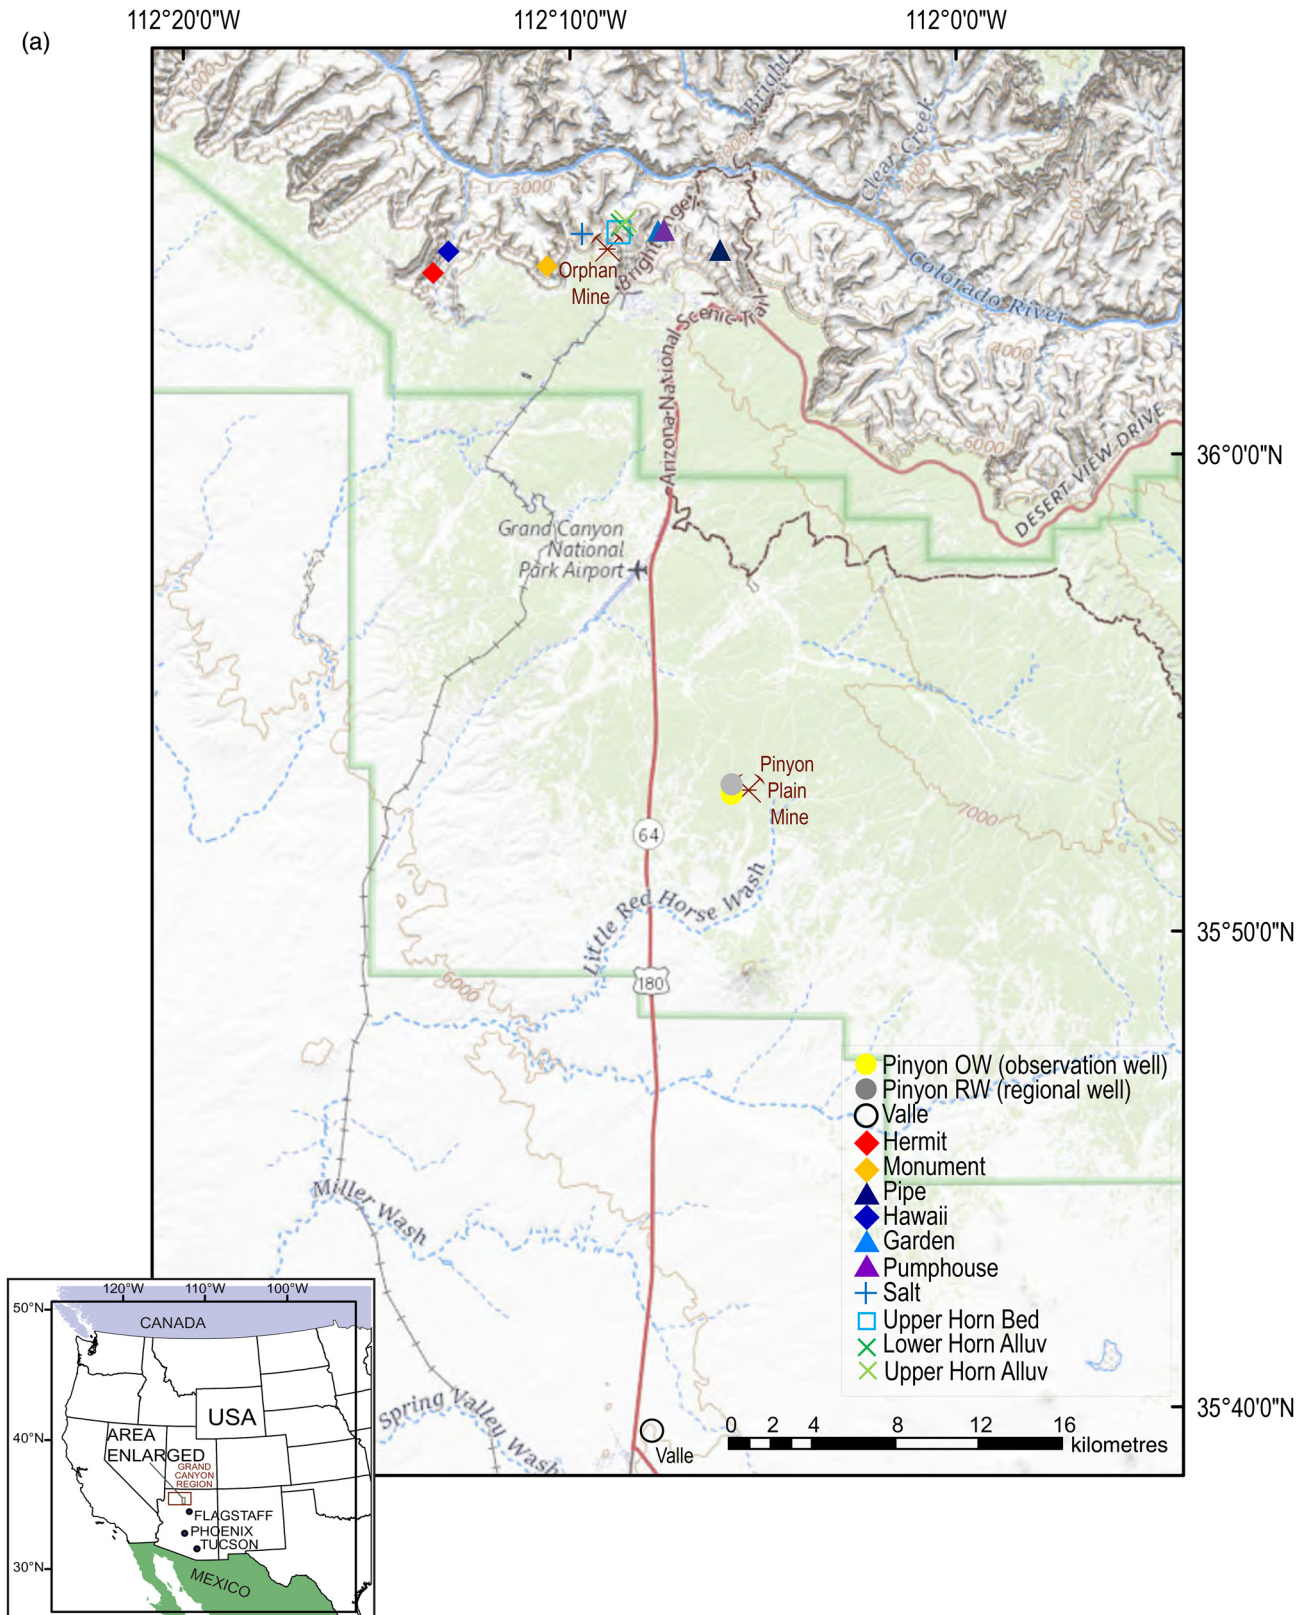 (a)
112°20'0"W
112°10'0"W
112°0'0"W
Bright
3000
Clear Creek
4000
3000
Bright Angel
Orphan
Mine
Colorado River
Arizona National Scenic Trail
4000
6000
DESERT VIEW DRIVE
36°0'0"N
Grand Canyon
National
Park Airport
Pinyon
Plain
Mine
7000
64
Little Red Horse Wash
35°50'0"N
6000
180
Pinyon OW (observation well)
Pinyon RW (regional well)
Valle
Hermit
Monument
Pipe
Hawaii
Garden
Pumphouse
Salt
Upper Horn Bed
Lower Horn Alluv
Upper Horn Alluv
Miller Wash
Spring Valley Wash
Valle
35°40'0"N
0 2 4 8 12 16
kilometres
120°W 110°W 100°W
50°N
CANADA
USA
40°N
AREA
ENLARGED
GRAND
CANYON
REGION
FLAGSTAFF
PHOENIX
TUCSON
30°N
MEXICO